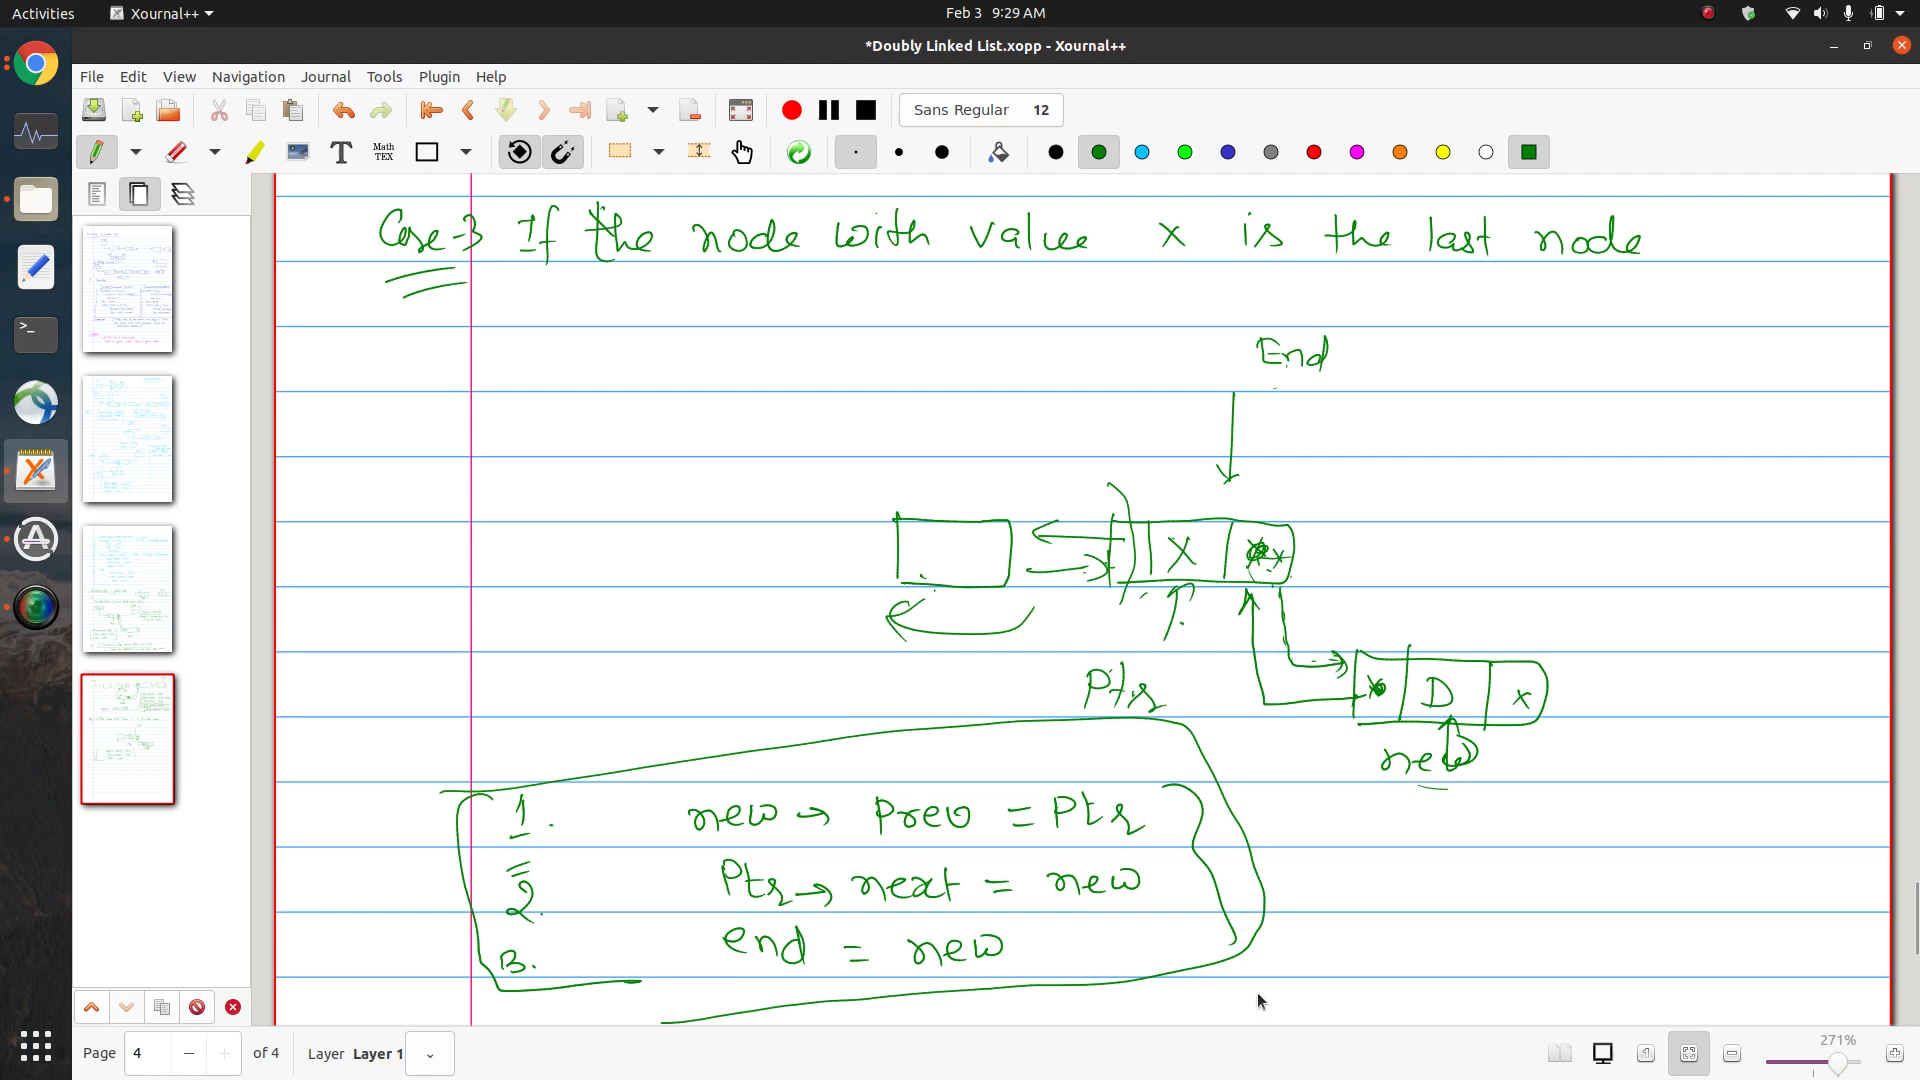 Activities Xournal++ Feb 3 9:29 AM
*Doubly Linked List.xopp - Xournal++
File Edit View Navigation Journal Tools Plugin Help
Sans Regular 12
T Math TEX
Case-3 If the node with value x is the last node
End
X x
Ptr
x D x
new
1. new → Prev = Ptr
2. Ptr → next = new
3. end = new
Page 4 of 4 Layer Layer 1 271%